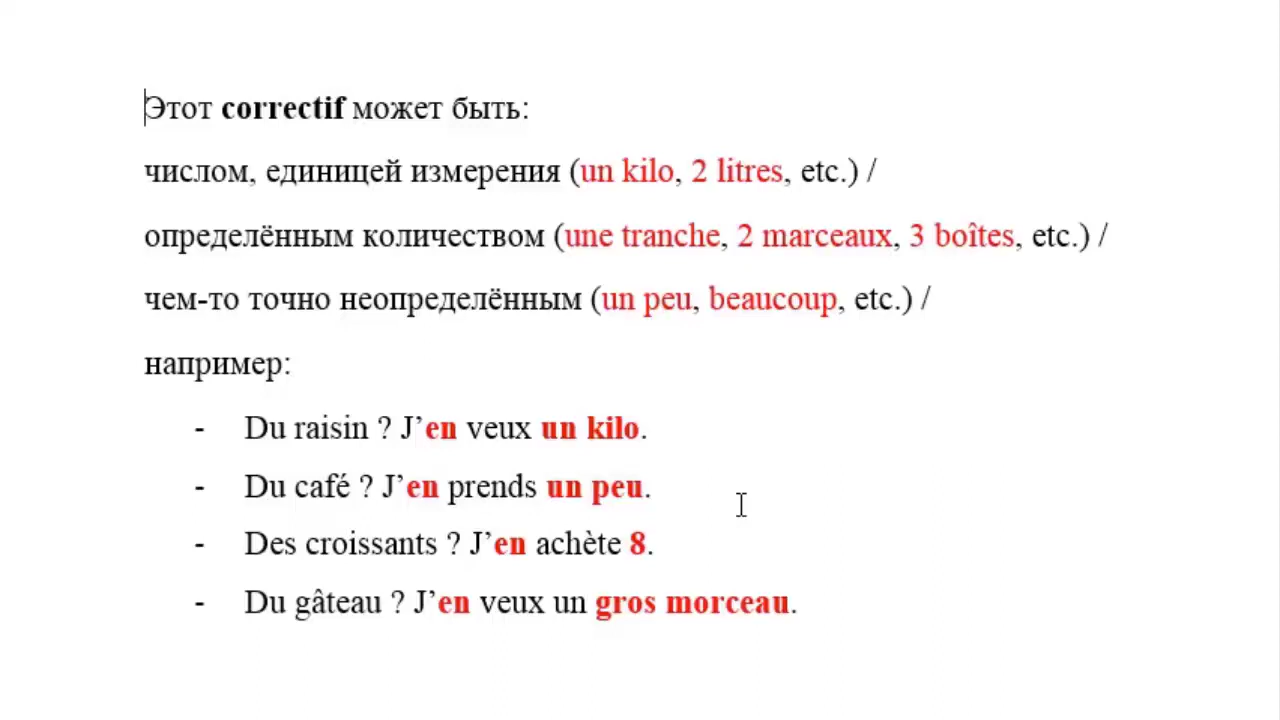 Этот correctif может быть:
числом, единицей измерения (un kilo, 2 litres, etc.) /
определённым количеством (une tranche, 2 marceaux, 3 boîtes, etc.) /
чем-то точно неопределённым (un peu, beaucoup, etc.) /
например:
- Du raisin ? J’en veux un kilo.
- Du café ? J’en prends un peu.
- Des croissants ? J’en achète 8.
- Du gâteau ? J’en veux un gros morceau.